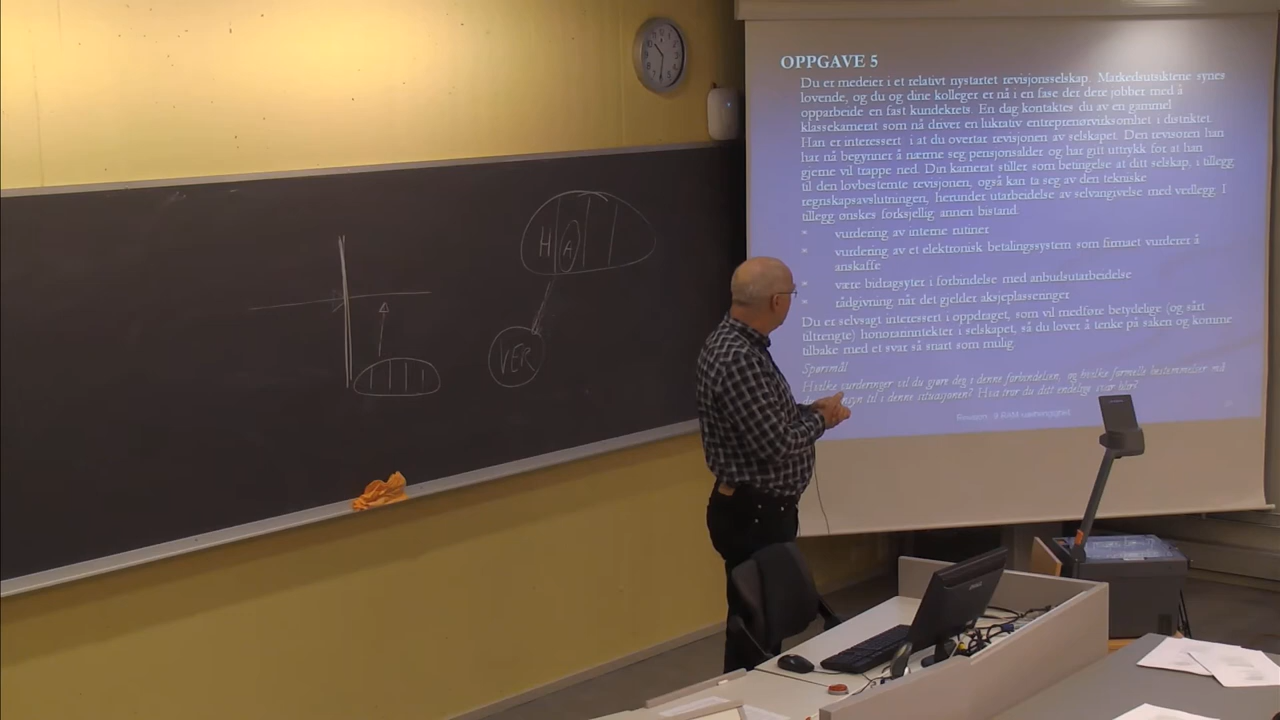 H A
VER
OPPGAVE 5
Du er medeier i et relativt nystartet revisjonsselskap. Markedsutsiktene synes
lovende, og du og dine kolleger er nå i en fase der dere jobber med å
opparbeide en fast kundekrets. En dag kontaktes du av en gammel
klassekamerat som nå driver en lukrativ entreprenørvirksomhet i distriktet.
Han er interessert i at du overtar revisjonen av selskapet. Den revisoren han
har nå begynner å nærme seg pensjonsalder og har gitt uttrykk for at han
gjerne vil trappe ned. Din kamerat stiller som betingelse at ditt selskap, i tillegg
til den lovbestemte revisjonen, også kan ta seg av den tekniske
regnskapsavslutningen, herunder utarbeidelse av selvangivelse med vedlegg. I
tillegg ønskes forksjellig annen bistand:
* vurdering av interne rutiner
* vurdering av et elektronisk betalingssystem som firmaet vurderer å
anskaffe
* være bidragsyter i forbindelse med anbudsutarbeidelse
* rådgivning når det gjelder aksjeplasseringer
Du er selvsagt interessert i oppdraget, som vil medføre betydelige (og sårt
tiltrengte) honorarinntekter i selskapet, så du lover å tenke på saken og komme
tilbake med et svar så snart som mulig.
Spørsmål
Hvilke vurderinger vil du gjøre deg i denne forbindelsen, og hvilke formelle bestemmelser må
hensyn til i denne situasjonen? Hva tror du ditt endelige svar blir?